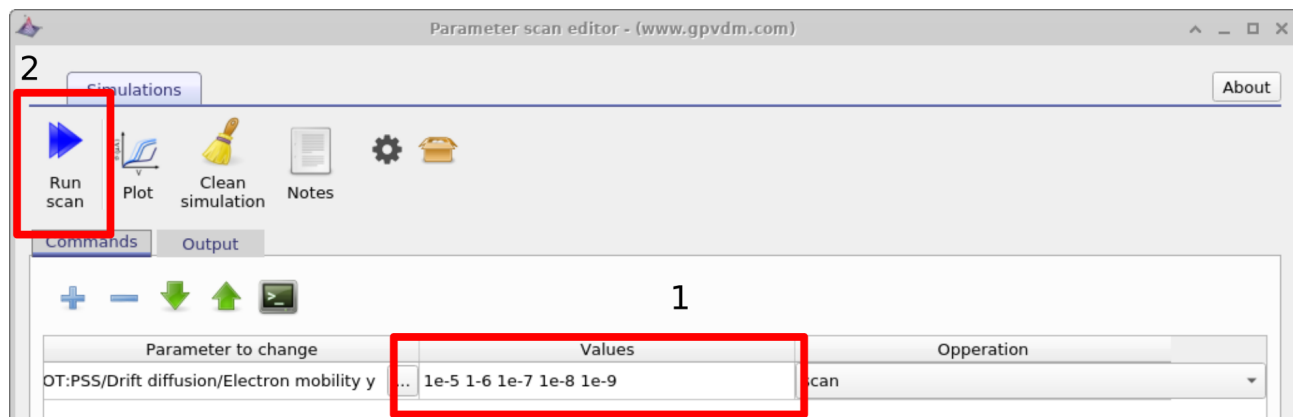 Parameter scan editor - (www.gpvdm.com)
2
Simulations
About
Run scan
Plot
Clean simulation
Notes
Commands
Output
1
Parameter to change
Values
Opperation
OT:PSS/Drift diffusion/Electron mobility y
...
1e-5 1-6 1e-7 1e-8 1e-9
scan